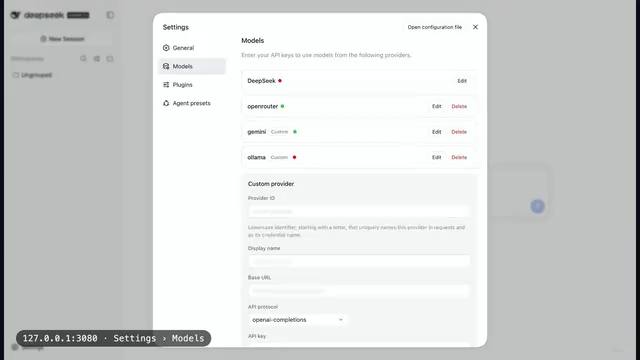 deepseek
New Session
Ungrouped
Settings
Open configuration file
General
Models
Plugins
Agent presets
Models
Enter your API keys to use models from the following providers.
DeepSeek
Edit
openrouter
Edit
Delete
gemini
Custom
Edit
Delete
ollama
Custom
Edit
Delete
Custom provider
Provider ID
Lowercase identifier, starting with a letter, that uniquely names this provider in requests and
as its credential name.
Display name
Base URL
API protocol
openai-completions
API key
127.0.0.1:3080 · Settings › Models